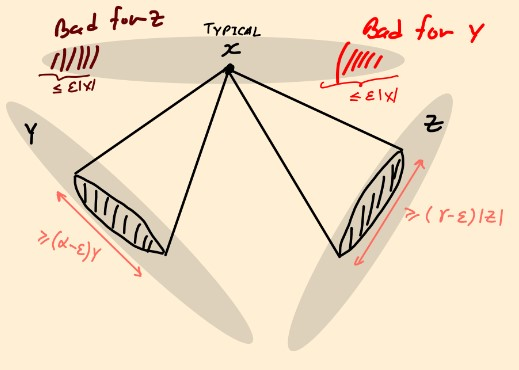 Bad for Z
≤ Ɛ|X|
TYPICAL
x
Bad for Y
≤ Ɛ|X|
Y
Z
≥(α-Ɛ)Y
≥(γ-Ɛ)|Z|